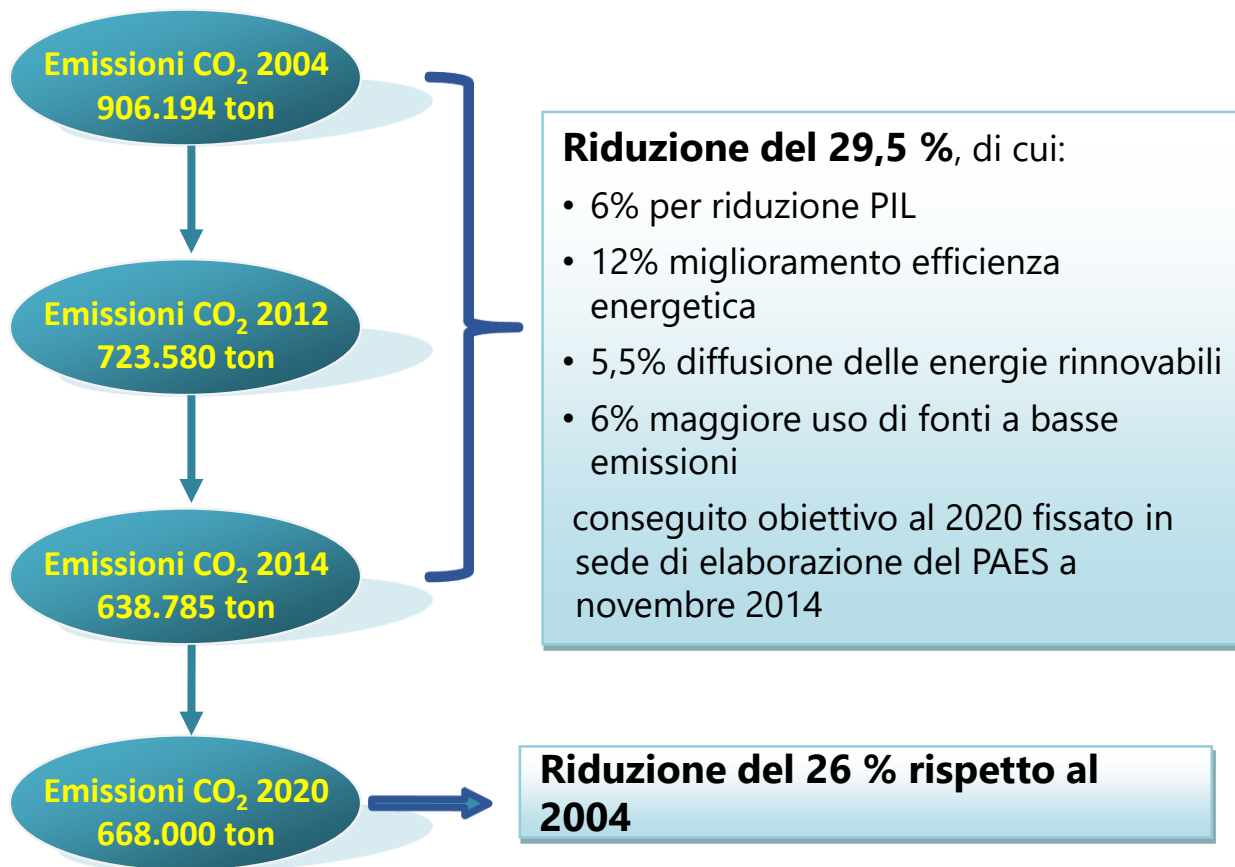 Emissioni CO₂ 2004
906.194 ton
Emissioni CO₂ 2012
723.580 ton
Emissioni CO₂ 2014
638.785 ton
Emissioni CO₂ 2020
668.000 ton
Riduzione del 29,5 %, di cui:
• 6% per riduzione PIL
• 12% miglioramento efficienza
energetica
• 5,5% diffusione delle energie rinnovabili
• 6% maggiore uso di fonti a basse
emissioni
conseguito obiettivo al 2020 fissato in
sede di elaborazione del PAES a
novembre 2014
Riduzione del 26 % rispetto al
2004